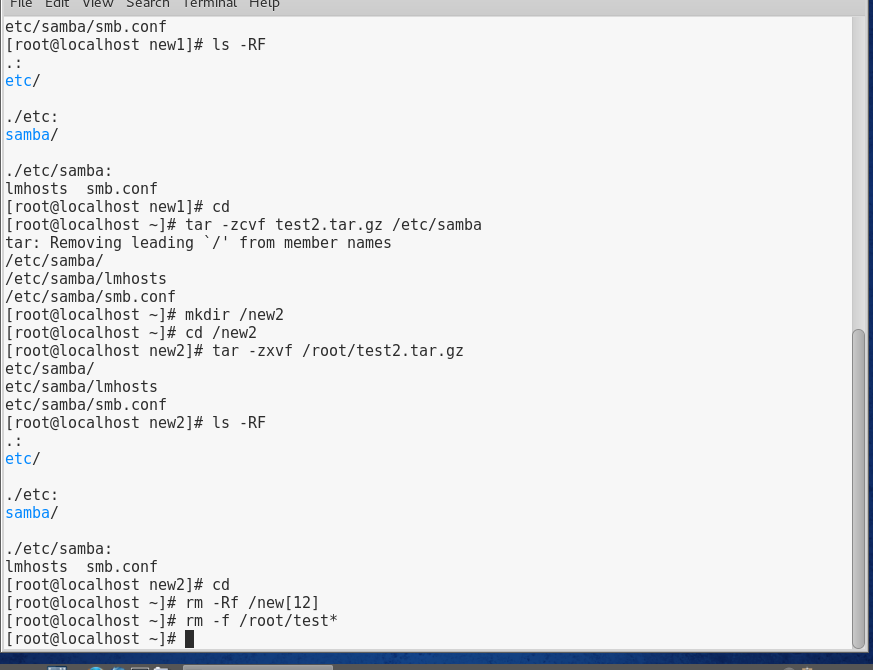 File Edit View Search Terminal Help
etc/samba/smb.conf
[root@localhost new1]# ls -RF
.:
etc/

./etc:
samba/

./etc/samba:
lmhosts  smb.conf
[root@localhost new1]# cd
[root@localhost ~]# tar -zcvf test2.tar.gz /etc/samba
tar: Removing leading `/' from member names
/etc/samba/
/etc/samba/lmhosts
/etc/samba/smb.conf
[root@localhost ~]# mkdir /new2
[root@localhost ~]# cd /new2
[root@localhost new2]# tar -zxvf /root/test2.tar.gz
etc/samba/
etc/samba/lmhosts
etc/samba/smb.conf
[root@localhost new2]# ls -RF
.:
etc/

./etc:
samba/

./etc/samba:
lmhosts  smb.conf
[root@localhost new2]# cd
[root@localhost ~]# rm -Rf /new[12]
[root@localhost ~]# rm -f /root/test*
[root@localhost ~]#